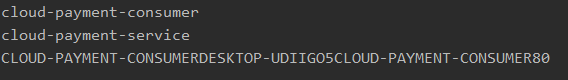 cloud-payment-consumer
cloud-payment-service
CLOUD-PAYMENT-CONSUMERDESKTOP-UDIIGO5CLOUD-PAYMENT-CONSUMER80